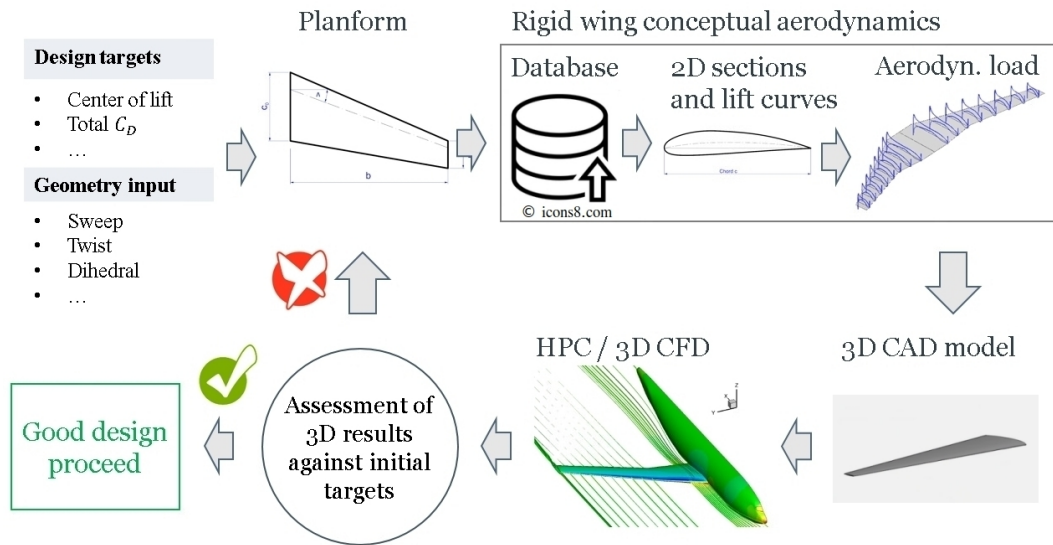 Planform
Rigid wing conceptual aerodynamics
Design targets
• Center of lift
• Total C_D
• …
Geometry input
• Sweep
• Twist
• Dihedral
• …
b
Database
© icons8.com
2D sections
and lift curves
Chord c
Aerodyn. load
3D CAD model
HPC / 3D CFD
Z
X
Y
Assessment of
3D results
against initial
targets
Good design
proceed